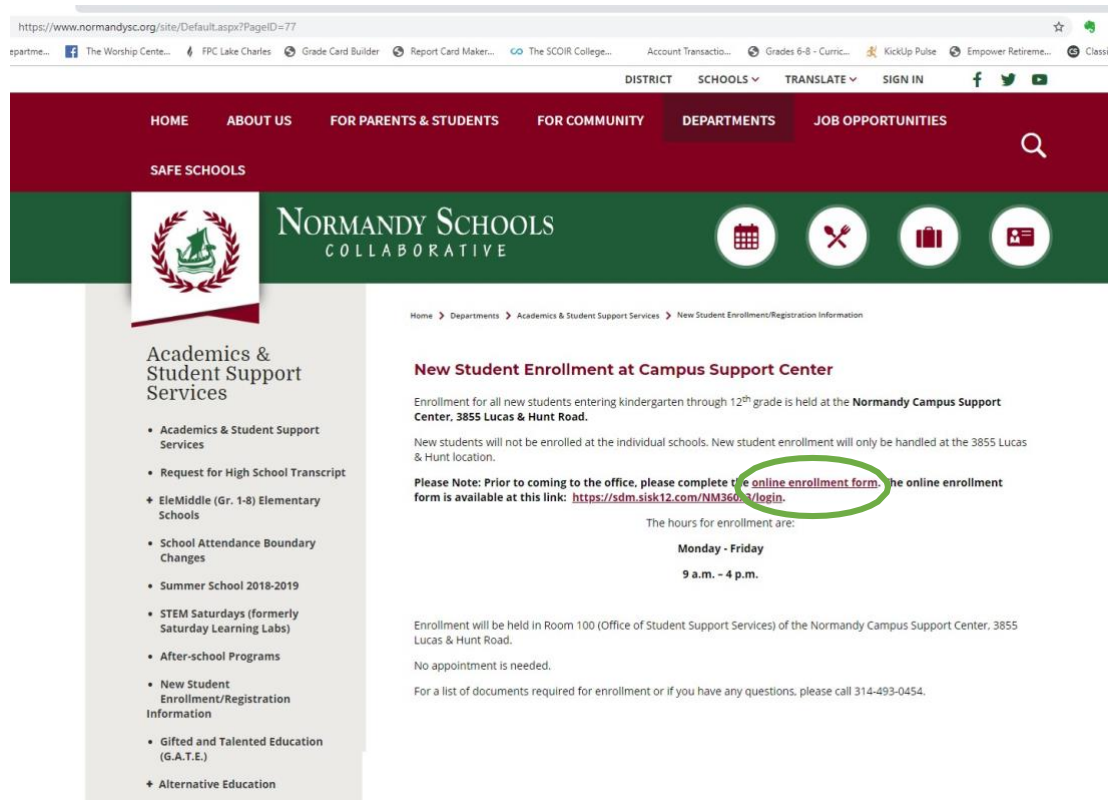 https://www.normandysc.org/site/Default.aspx?PageID=77
epartme... The Worship Cente... FPC Lake Charles Grade Card Builder Report Card Maker... The SCOIR College... Account Transactio... Grades 6-8 - Curric... KickUp Pulse Empower Retireme... Classi
DISTRICT SCHOOLS TRANSLATE SIGN IN
HOME ABOUT US FOR PARENTS & STUDENTS FOR COMMUNITY DEPARTMENTS JOB OPPORTUNITIES
SAFE SCHOOLS
NORMANDY SCHOOLS
COLLABORATIVE
Home > Departments > Academics & Student Support Services > New Student Enrollment/Registration Information
Academics &
Student Support
Services
• Academics & Student Support
Services
• Request for High School Transcript
+ EleMiddle (Gr. 1-8) Elementary
Schools
• School Attendance Boundary
Changes
• Summer School 2018-2019
• STEM Saturdays (formerly
Saturday Learning Labs)
• After-school Programs
• New Student
Enrollment/Registration
Information
• Gifted and Talented Education
(G.A.T.E.)
+ Alternative Education
New Student Enrollment at Campus Support Center
Enrollment for all new students entering kindergarten through 12th grade is held at the Normandy Campus Support
Center, 3855 Lucas & Hunt Road.
New students will not be enrolled at the individual schools. New student enrollment will only be handled at the 3855 Lucas
& Hunt location.
Please Note: Prior to coming to the office, please complete the online enrollment form. The online enrollment
form is available at this link: https://sdm.sisk12.com/ /login.
The hours for enrollment are:
Monday - Friday
9 a.m. – 4 p.m.
Enrollment will be held in Room 100 (Office of Student Support Services) of the Normandy Campus Support Center, 3855
Lucas & Hunt Road.
No appointment is needed.
For a list of documents required for enrollment or if you have any questions, please call 314-493-0454.